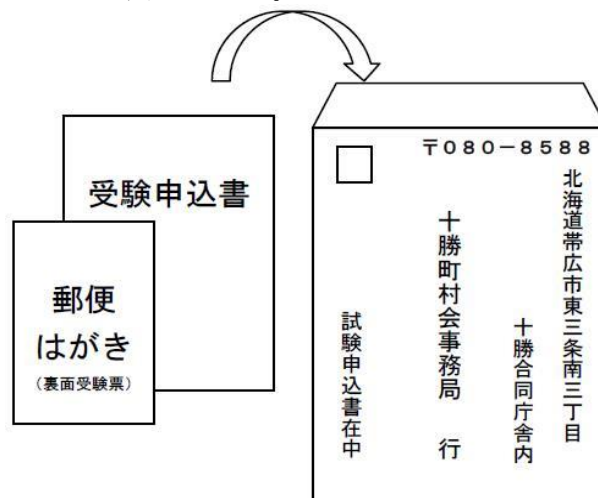 受験申込書
郵便
はがき
(裏面受験票)
〒080-8588
北海道帯広市東三条南三丁目
十勝合同庁舎内
十勝町村会事務局 行
試験申込書在中